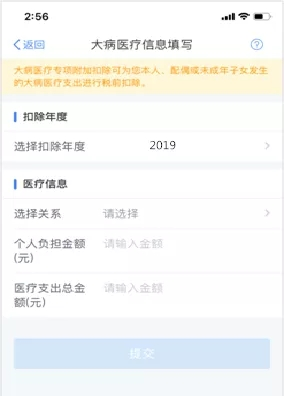 2:56
返回
大病医疗信息填写
大病医疗专项附加扣除可为您本人、配偶或未成年子女发生
的大病医疗支出进行税前扣除。
扣除年度
选择扣除年度 2019
医疗信息
选择关系 请选择
个人负担金额
(元) 请输入金额
医疗支出总金
额(元) 请输入金额
提交